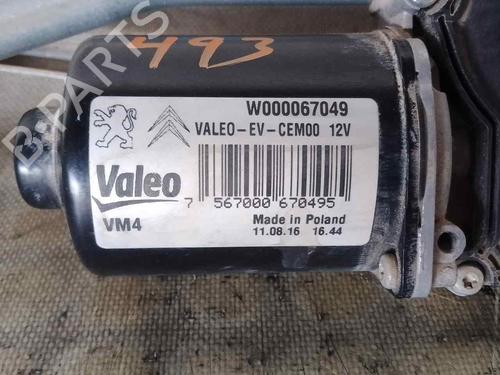 493
W000067049
VALEO-EV-CEM00 12V
Valeo
7 567000 670495
VM4
Made in Poland
11.08.16 16.44
B-PARTS